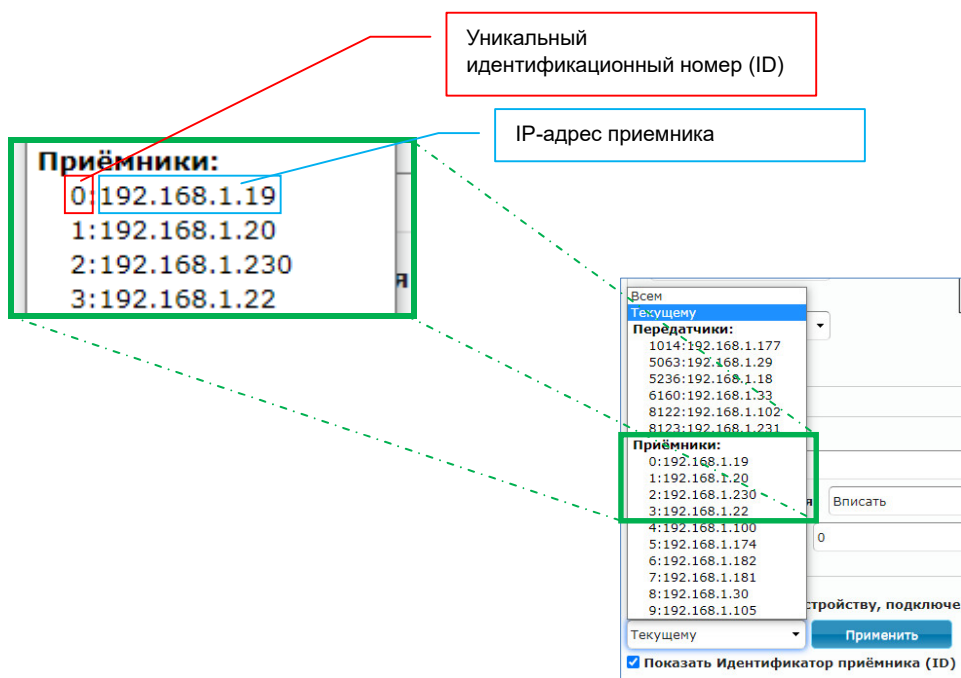 Уникальный
идентификационный номер (ID)
IP-адрес приемника
Приёмники:
0:192.168.1.19
1:192.168.1.20
2:192.168.1.230
3:192.168.1.22
я
Всем
Текущему
Передатчики:
1014:192.168.1.177
5063:192.168.1.29
5236:192.168.1.18
6160:192.168.1.33
8122:192.168.1.102
8123:192.168.1.231
Приёмники:
0:192.168.1.19
1:192.168.1.20
2:192.168.1.230
я Вписать
3:192.168.1.22
4:192.168.1.100
0
5:192.168.1.174
6:192.168.1.182
7:192.168.1.181
8:192.168.1.30
9:192.168.1.105
стройству, подключе
Текущему
Применить
Показать Идентификатор приёмника (ID)